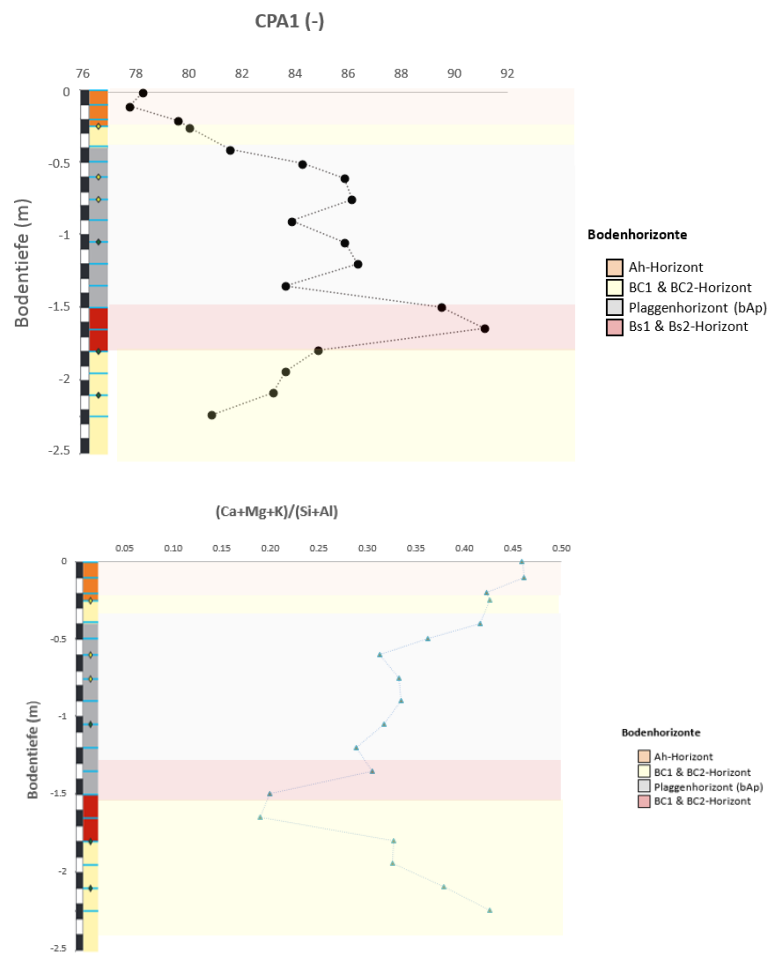 CPA1 (-)
76 78 80 82 84 86 88 90 92
0
-0.5
-1
-1.5
-2
-2.5
Bodentiefe (m)
Bodenhorizonte
Ah-Horizont
BC1 & BC2-Horizont
Plaggenhorizont (bAp)
Bs1 & Bs2-Horizont
(Ca+Mg+K)/(Si+Al)
0.05 0.10 0.15 0.20 0.25 0.30 0.35 0.40 0.45 0.50
0
-0.5
-1
-1.5
-2
-2.5
Bodentiefe (m)
Bodenhorizonte
Ah-Horizont
BC1 & BC2-Horizont
Plaggenhorizont (bAp)
BC1 & BC2-Horizont